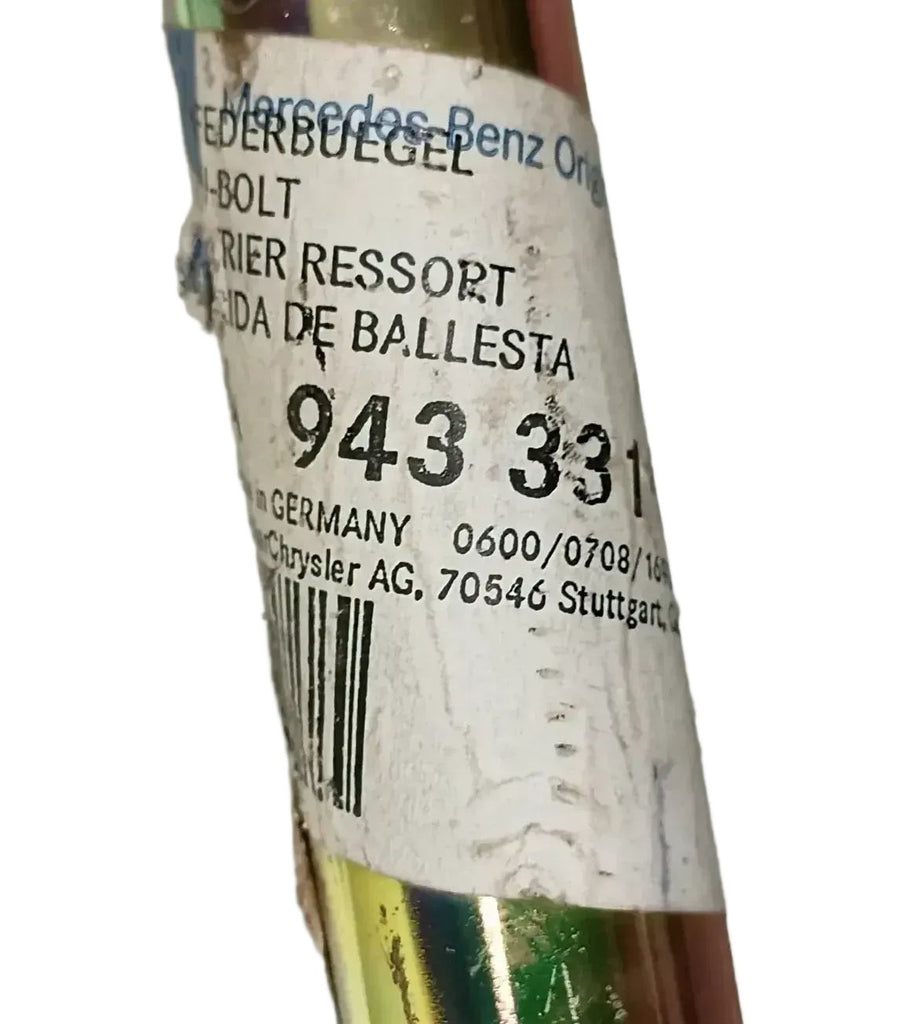 Mercedes-Benz Orig
FEDERBUEGEL
-BOLT
RIER RESSORT
IDA DE BALLESTA
943 331
in GERMANY 0600/0708/16
Chrysler AG, 70546 Stuttgart,